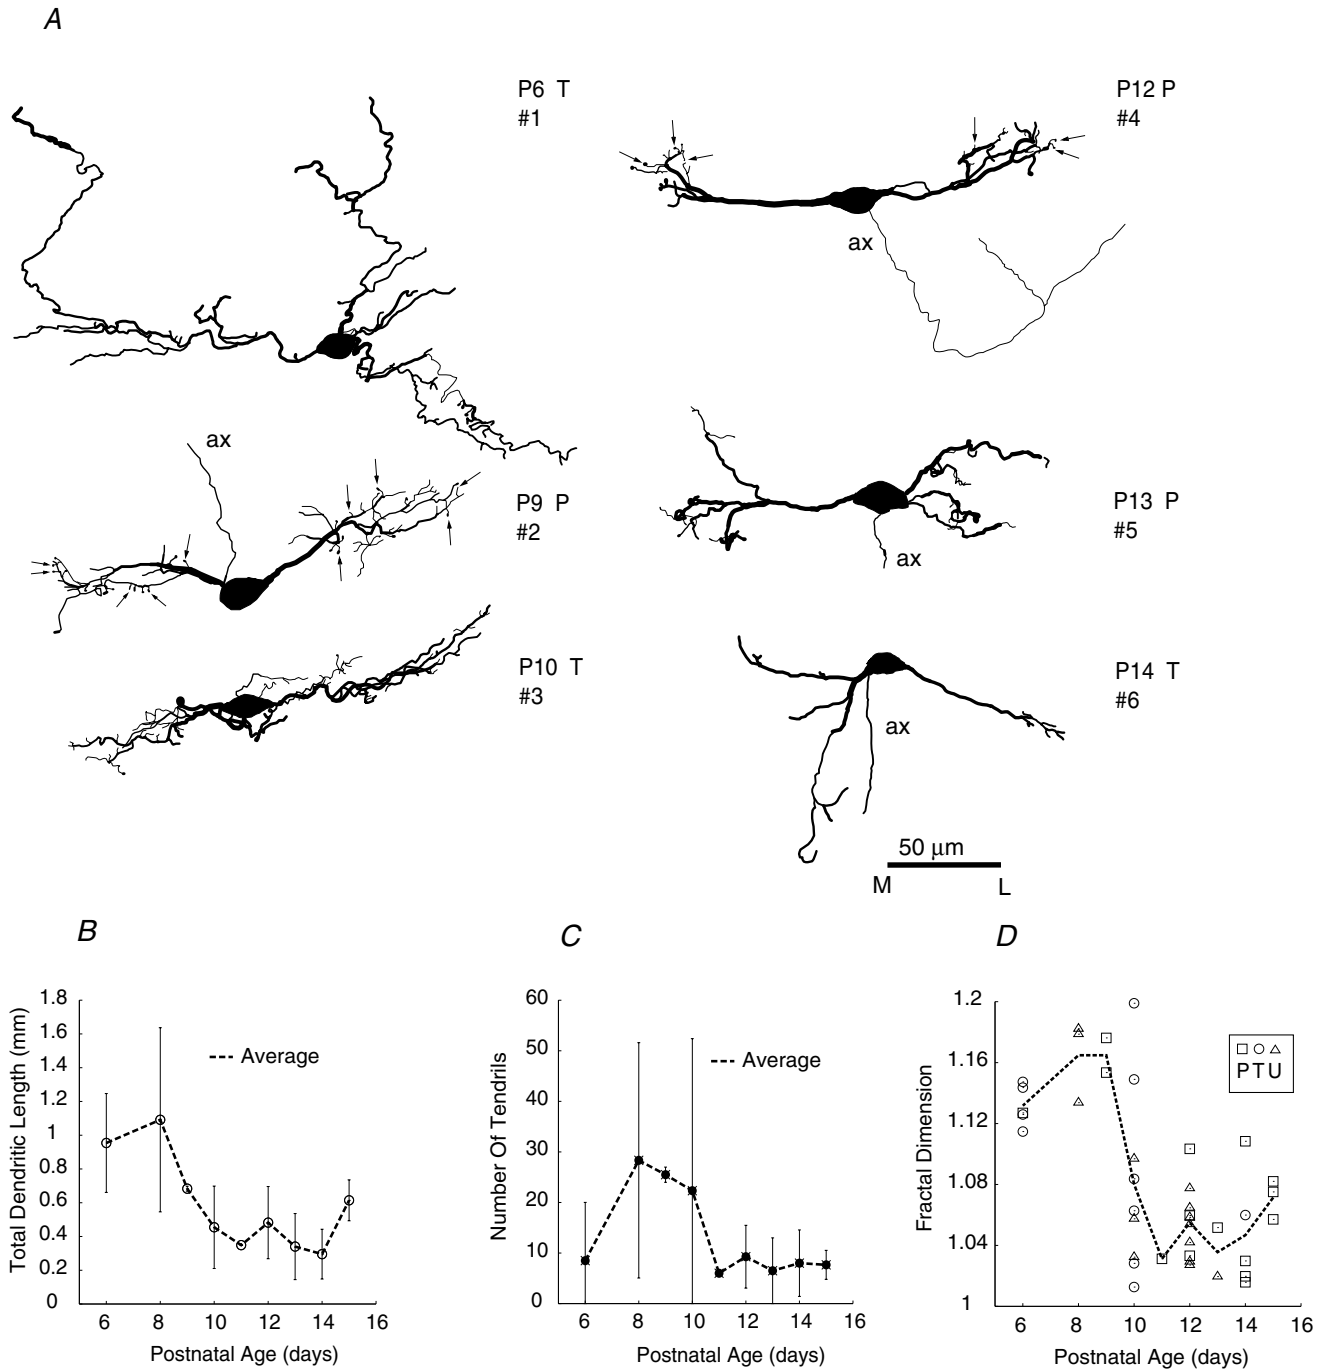 A
P6 T
#1
P12 P
#4
ax
ax
P9 P
#2
P13 P
#5
ax
P10 T
#3
P14 T
#6
ax
50 μm
M L
B
C
D
Total Dendritic Length (mm)
1.8
1.6
1.4
1.2
1
0.8
0.6
0.4
0.2
0
Average
6 8 10 12 14 16
Postnatal Age (days)
Number Of Tendrils
60
50
40
30
20
10
0
Average
6 8 10 12 14 16
Postnatal Age (days)
Fractal Dimension
1.2
1.16
1.12
1.08
1.04
1
P T U
6 8 10 12 14 16
Postnatal Age (days)